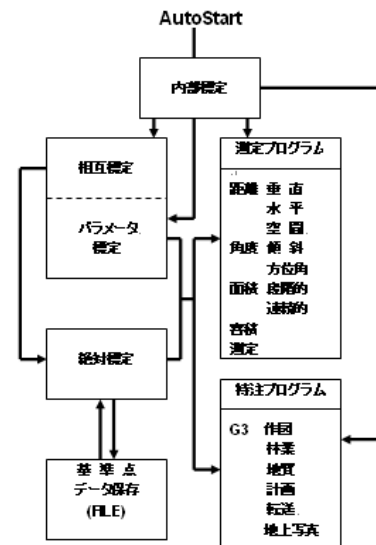 AutoStart
内部標定
相互標定
パラメータ
標定
絶対標定
基準点
データ保存
(FILE)
測定プログラム
距離 垂直
水平
空間
角度 傾斜
方位角
面積 段階的
連続的
容積
測定
特注プログラム
G3 作図
林業
地質
計画
転送
地上写真